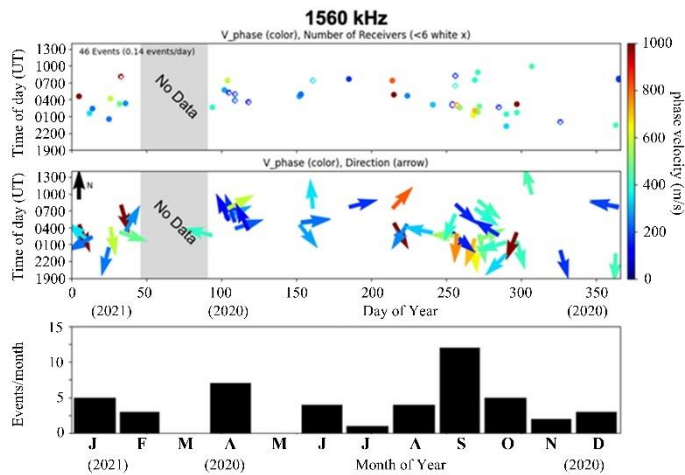 1560 kHz
V_phase (color), Number of Receivers (<6 white x)
46 Events (0.14 events/day)
No Data
Time of day (UT)
1300
1000
0700
0400
0100
2200
1900
1000
800
600
400
200
0
phase velocity (m/s)
V_phase (color), Direction (arrow)
N
No Data
Time of day (UT)
1300
1000
0700
0400
0100
2200
1900
0 50 100 150 200 250 300 350
(2021) (2020) Day of Year (2020)
Events/month
15
10
5
0
J F M A M J J A S O N D
(2021) (2020) Month of Year (2020)